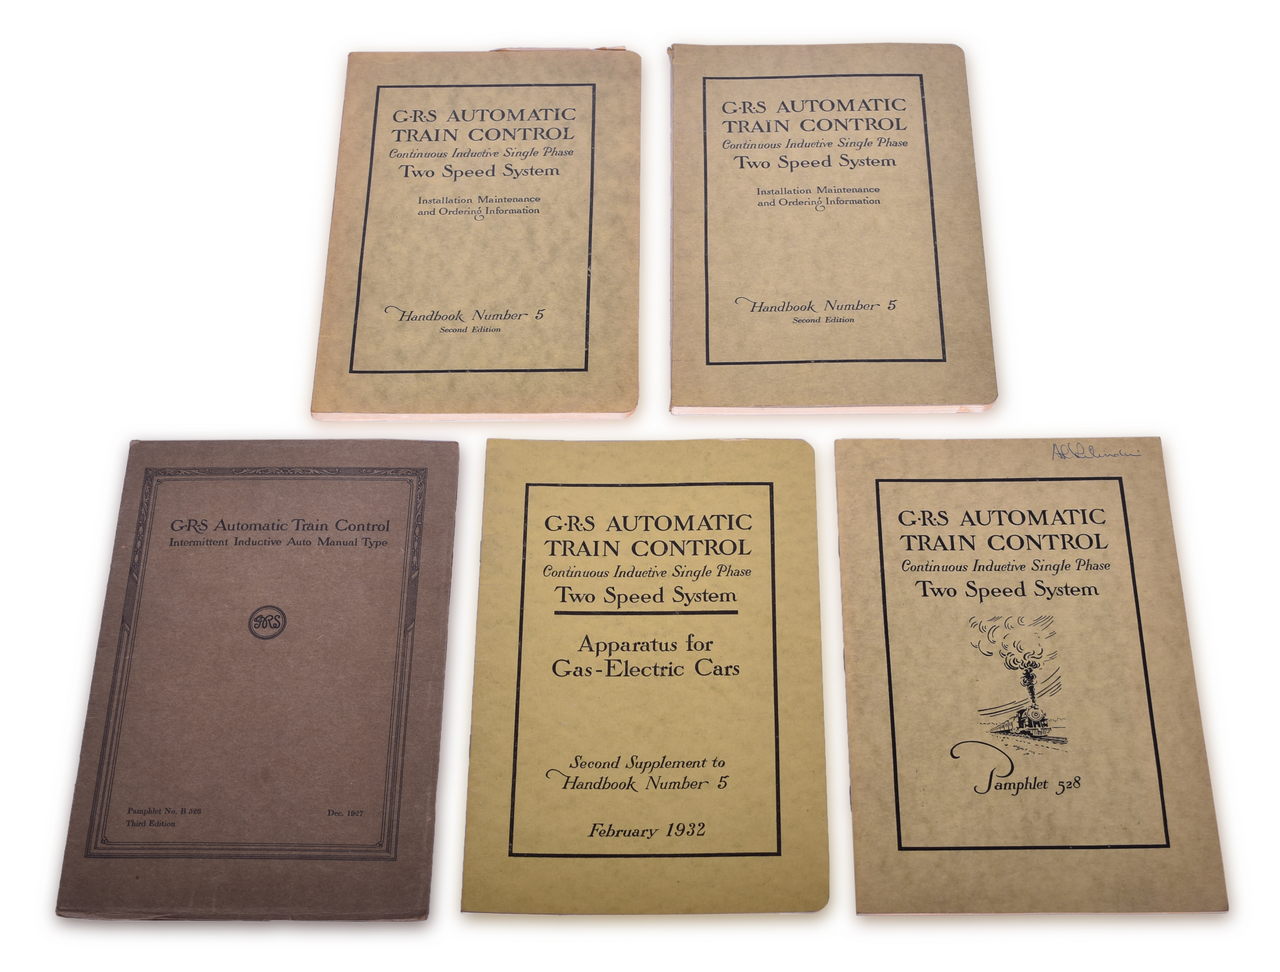 G·R·S AUTOMATIC
TRAIN CONTROL
Continuous Inductive Single Phase
Two Speed System
Installation Maintenance
and Ordering Information
Handbook Number 5
Second Edition
G·R·S AUTOMATIC
TRAIN CONTROL
Continuous Inductive Single Phase
Two Speed System
Installation Maintenance
and Ordering Information
Handbook Number 5
Second Edition
G·R·S Automatic Train Control
Intermittent Inductive Auto Manual Type
GRS
Pamphlet No. B 526
Dec. 1927
Third Edition
G·R·S AUTOMATIC
TRAIN CONTROL
Continuous Inductive Single Phase
Two Speed System
Apparatus for
Gas-Electric Cars
Second Supplement to
Handbook Number 5
February 1932
G·R·S AUTOMATIC
TRAIN CONTROL
Continuous Inductive Single Phase
Two Speed System
Pamphlet 528